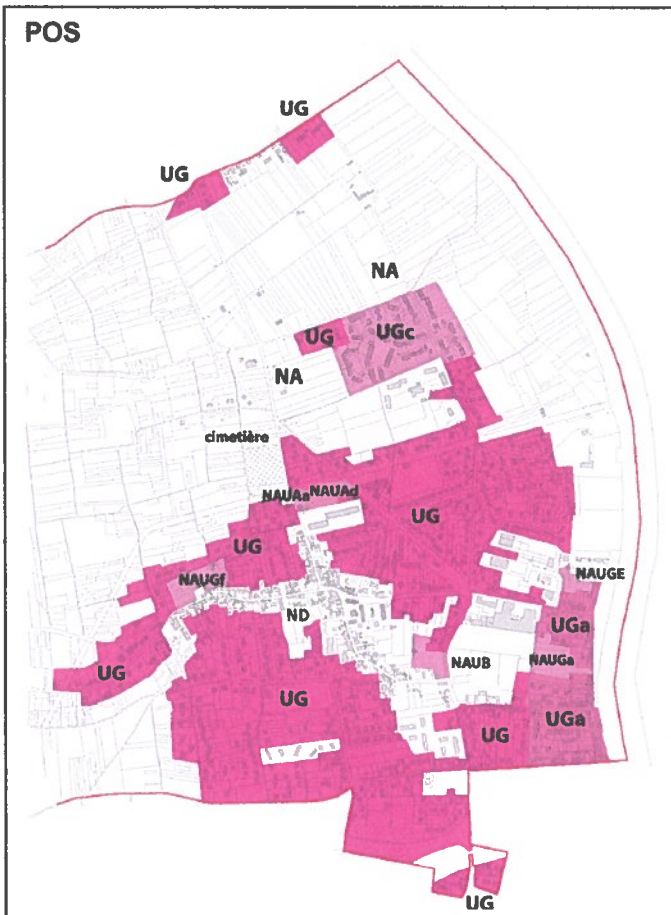 POS
UG
UG
NA
UG
UGc
NA
cimetière
NAUAa
NAUAd
UG
UG
NAUGf
NAUGE
ND
UGa
NAUB
NAUGa
UG
UG
UG
UGa
UG